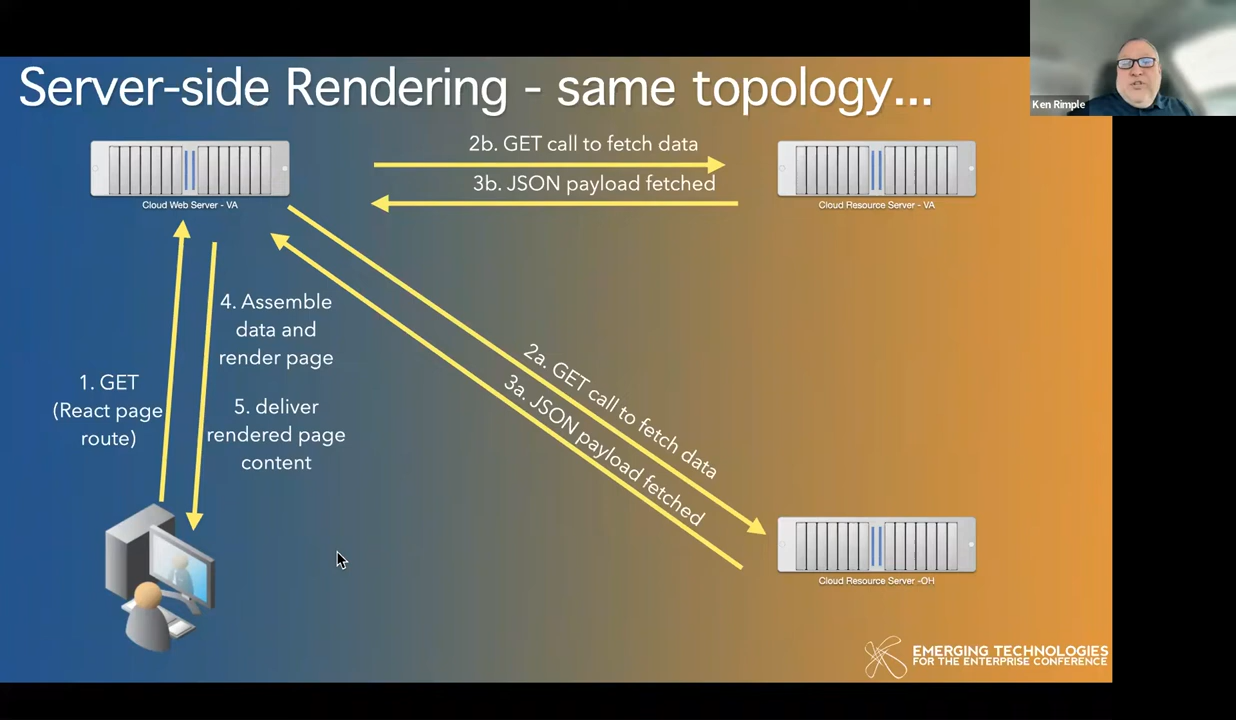 Server-side Rendering - same topology...
Ken Rimple
2b. GET call to fetch data
3b. JSON payload fetched
Cloud Web Server - VA
Cloud Resource Server - VA
4. Assemble
data and
render page
1. GET
(React page
route)
5. deliver
rendered page
content
2a. GET call to fetch data
3a. JSON payload fetched
Cloud Resource Server -OH
EMERGING TECHNOLOGIES
FOR THE ENTERPRISE CONFERENCE